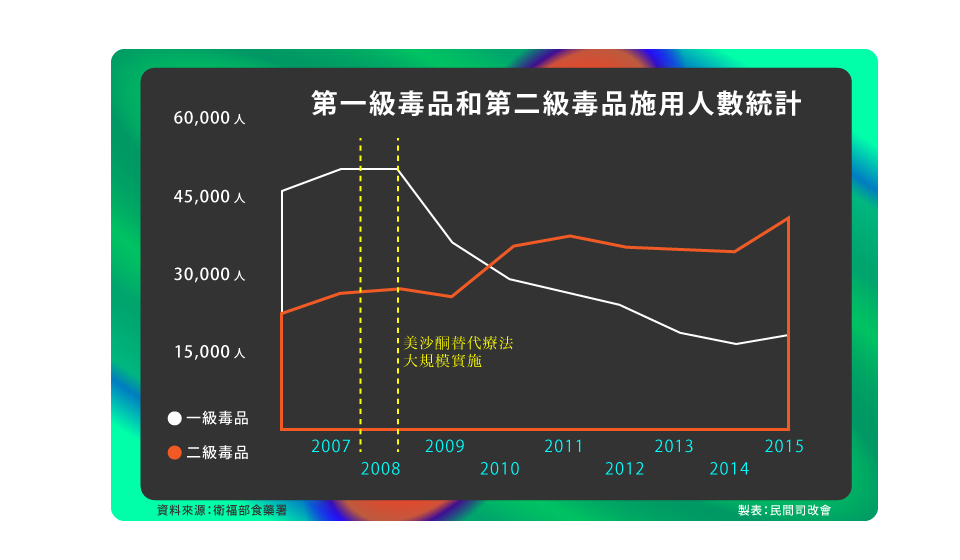 第一級毒品和第二級毒品施用人數統計
60,000 人
45,000 人
30,000 人
15,000 人
美沙酮替代療法
大規模實施
一級毒品
二級毒品
2007
2008
2009
2010
2011
2012
2013
2014
2015
資料來源:衛福部食藥署
製表:民間司改會